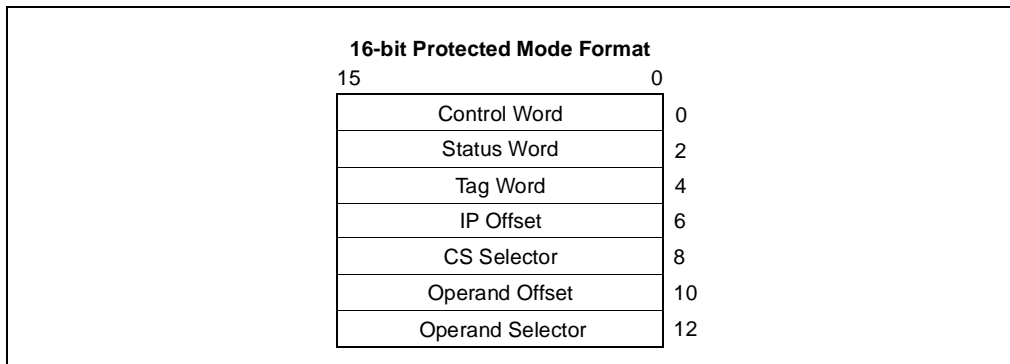 16-bit Protected Mode Format
15 0
Control Word 0
Status Word 2
Tag Word 4
IP Offset 6
CS Selector 8
Operand Offset 10
Operand Selector 12